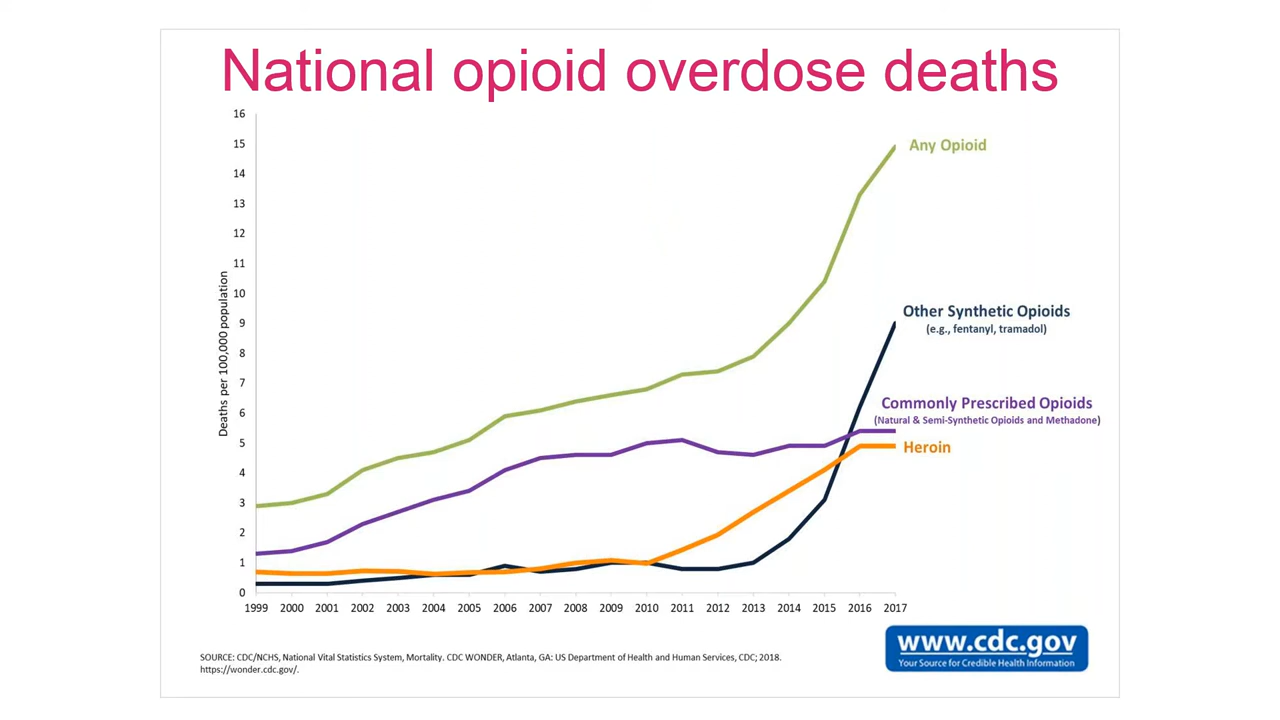 National opioid overdose deaths
16
15
14
13
12
11
10
9
8
7
6
5
4
3
2
1
0
Deaths per 100,000 population
Any Opioid
Other Synthetic Opioids
(e.g., fentanyl, tramadol)
Commonly Prescribed Opioids
(Natural & Semi-Synthetic Opioids and Methadone)
Heroin
1999 2000 2001 2002 2003 2004 2005 2006 2007 2008 2009 2010 2011 2012 2013 2014 2015 2016 2017
www.cdc.gov
Your Source for Credible Health Information
SOURCE: CDC/NCHS, National Vital Statistics System, Mortality. CDC WONDER, Atlanta, GA: US Department of Health and Human Services, CDC; 2018.
https://wonder.cdc.gov/.